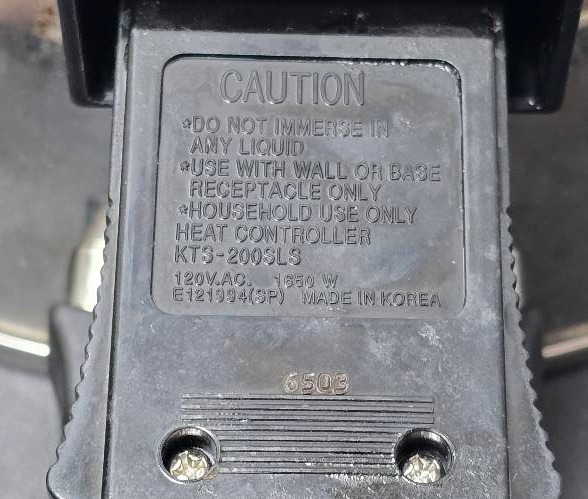 CAUTION
*DO NOT IMMERSE IN
ANY LIQUID
*USE WITH WALL OR BASE
RECEPTACLE ONLY
*HOUSEHOLD USE ONLY
HEAT CONTROLLER
KTS-200SLS
120V.AC. 1650 W
E121994(SP) MADE IN KOREA
6503